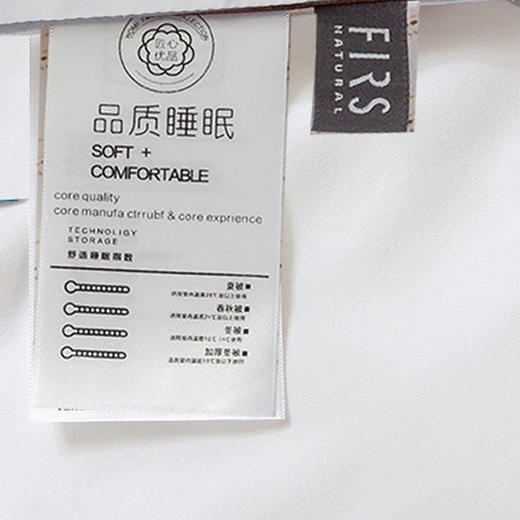 COLLECTION
匠心
优品
FIRS
NATURAL
品质睡眠
SOFT +
COMFORTABLE
core quality
core manufa ctrrubf & core exprience
TECHNOLIGY
STORAGE
舒适睡眠指数
夏被
春秋被
冬被
加厚冬被